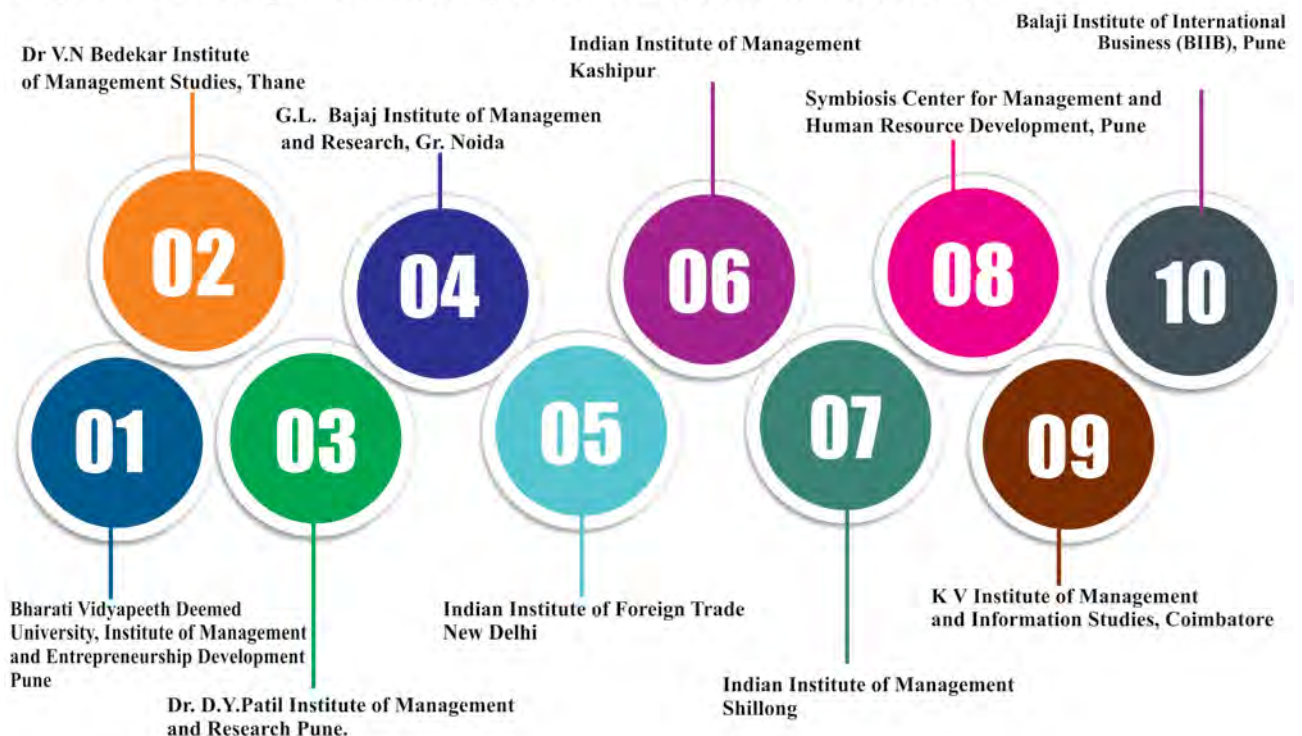 02
Dr V.N Bedekar Institute
of Management Studies, Thane
04
G.L. Bajaj Institute of Managemen
and Research, Gr. Noida
06
Indian Institute of Management
Kashipur
08
Symbiosis Center for Management and
Human Resource Development, Pune
10
Balaji Institute of International
Business (BIIB), Pune
01
Bharati Vidyapeeth Deemed
University, Institute of Management
and Entrepreneurship Development
Pune
03
Dr. D.Y.Patil Institute of Management
and Research Pune.
05
Indian Institute of Foreign Trade
New Delhi
07
Indian Institute of Management
Shillong
09
K V Institute of Management
and Information Studies, Coimbatore